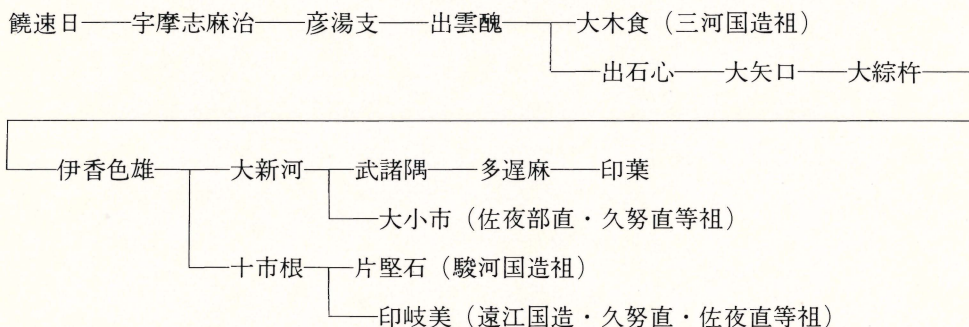 饒速日――宇摩志麻治――彦湯支――出雲醜――大木食（三河国造祖）
出石心――大矢口――大綜杵
伊香色雄――大新河――武諸隅――多遅麻――印葉
大小市（佐夜部直・久努直等祖）
十市根――片堅石（駿河国造祖）
印岐美（遠江国造・久努直・佐夜直等祖）